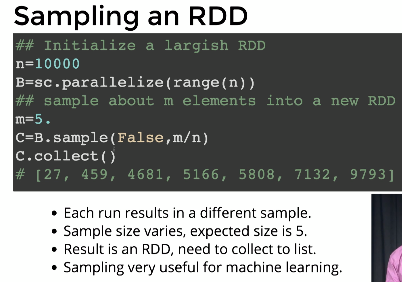 Sampling an RDD
## Initialize a largish RDD
n=10000
B=sc.parallelize(range(n))
## sample about m elements into a new RDD
m=5.
C=B.sample(False,m/n)
C.collect()
# [27, 459, 4681, 5166, 5808, 7132, 9793]
• Each run results in a different sample.
• Sample size varies, expected size is 5.
• Result is an RDD, need to collect to list.
• Sampling very useful for machine learning.